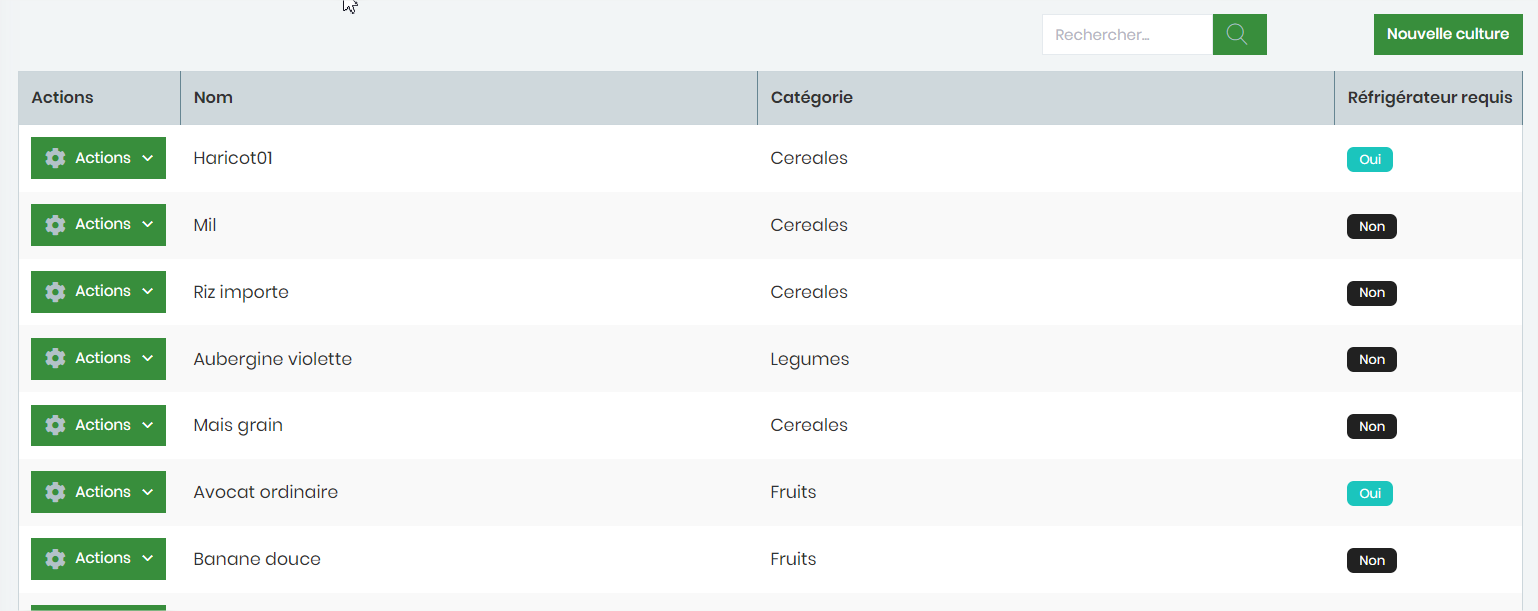 Rechercher...
Nouvelle culture
Actions Nom Catégorie Réfrigérateur requis
Actions Haricot01 Cereales Oui
Actions Mil Cereales Non
Actions Riz importe Cereales Non
Actions Aubergine violette Legumes Non
Actions Mais grain Cereales Non
Actions Avocat ordinaire Fruits Oui
Actions Banane douce Fruits Non